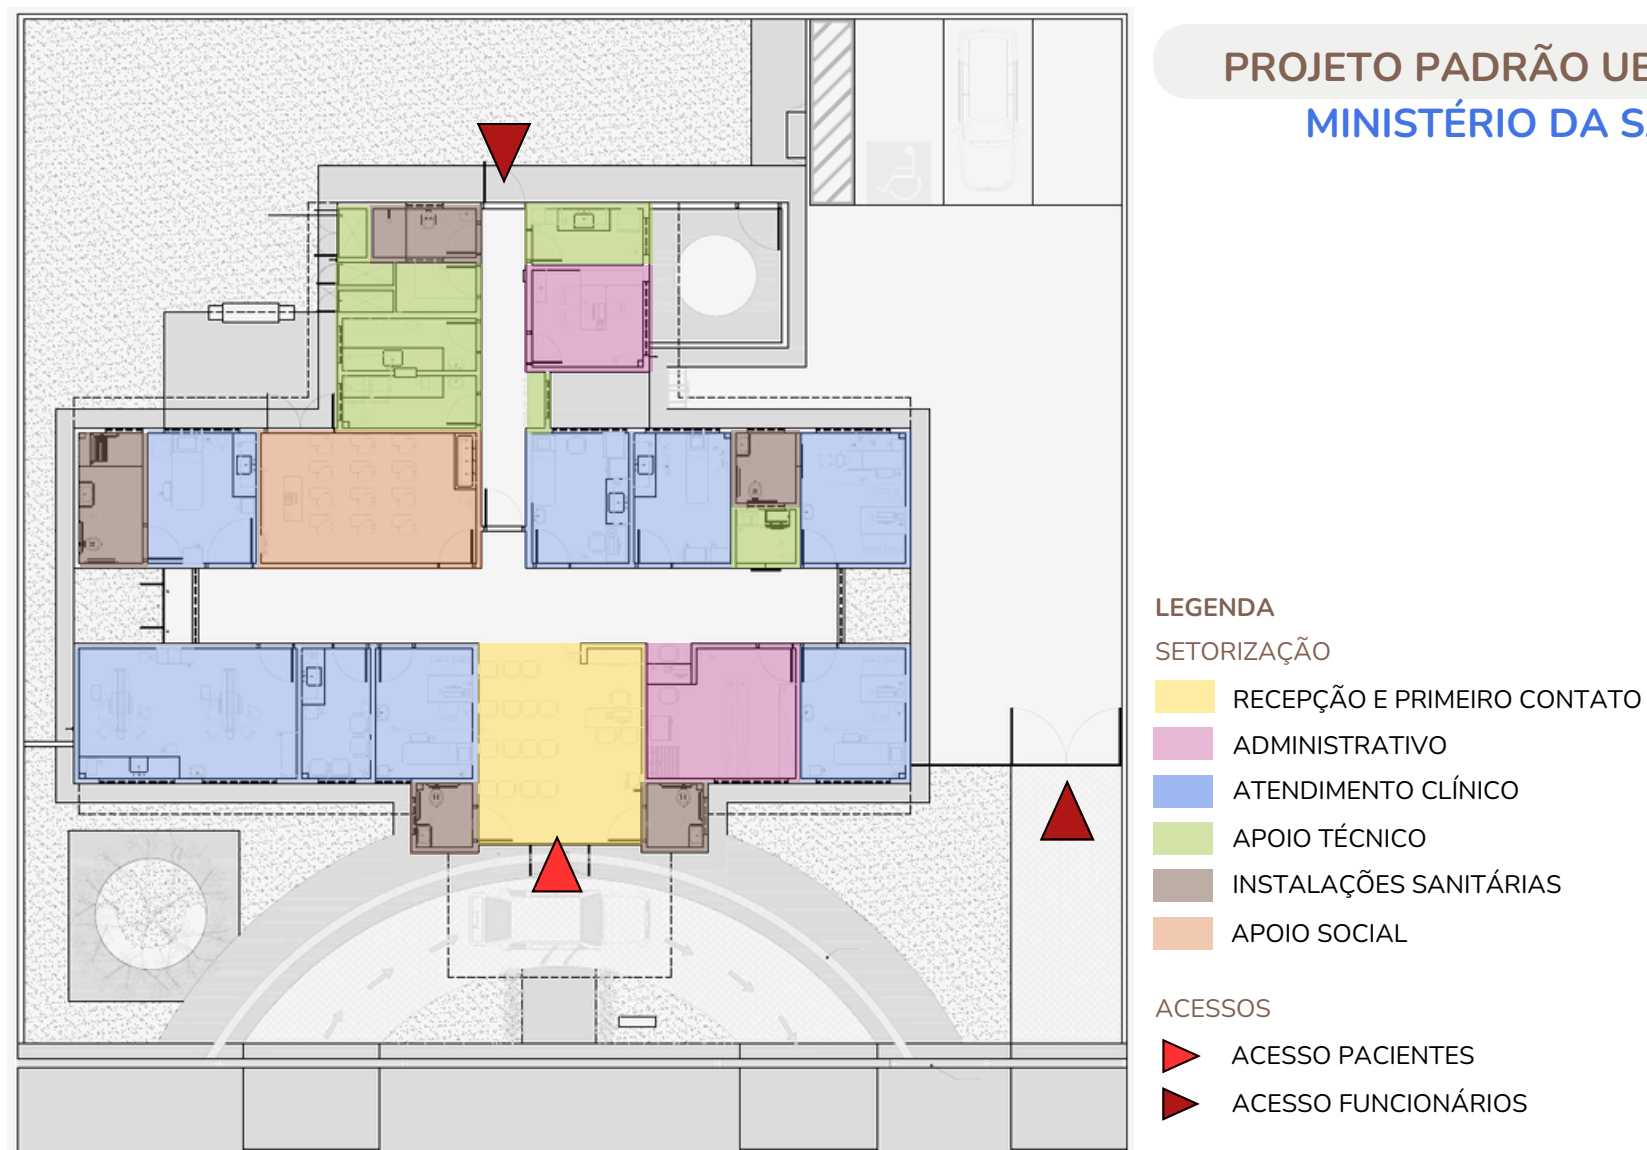 PROJETO PADRÃO
MINISTÉRIO DA
LEGENDA
SETORIZAÇÃO
RECEPÇÃO E PRIMEIRO CONTATO
ADMINISTRATIVO
ATENDIMENTO CLÍNICO
APOIO TÉCNICO
INSTALAÇÕES SANITÁRIAS
APOIO SOCIAL
ACESSOS
ACESSO PACIENTES
ACESSO FUNCIONÁRIOS